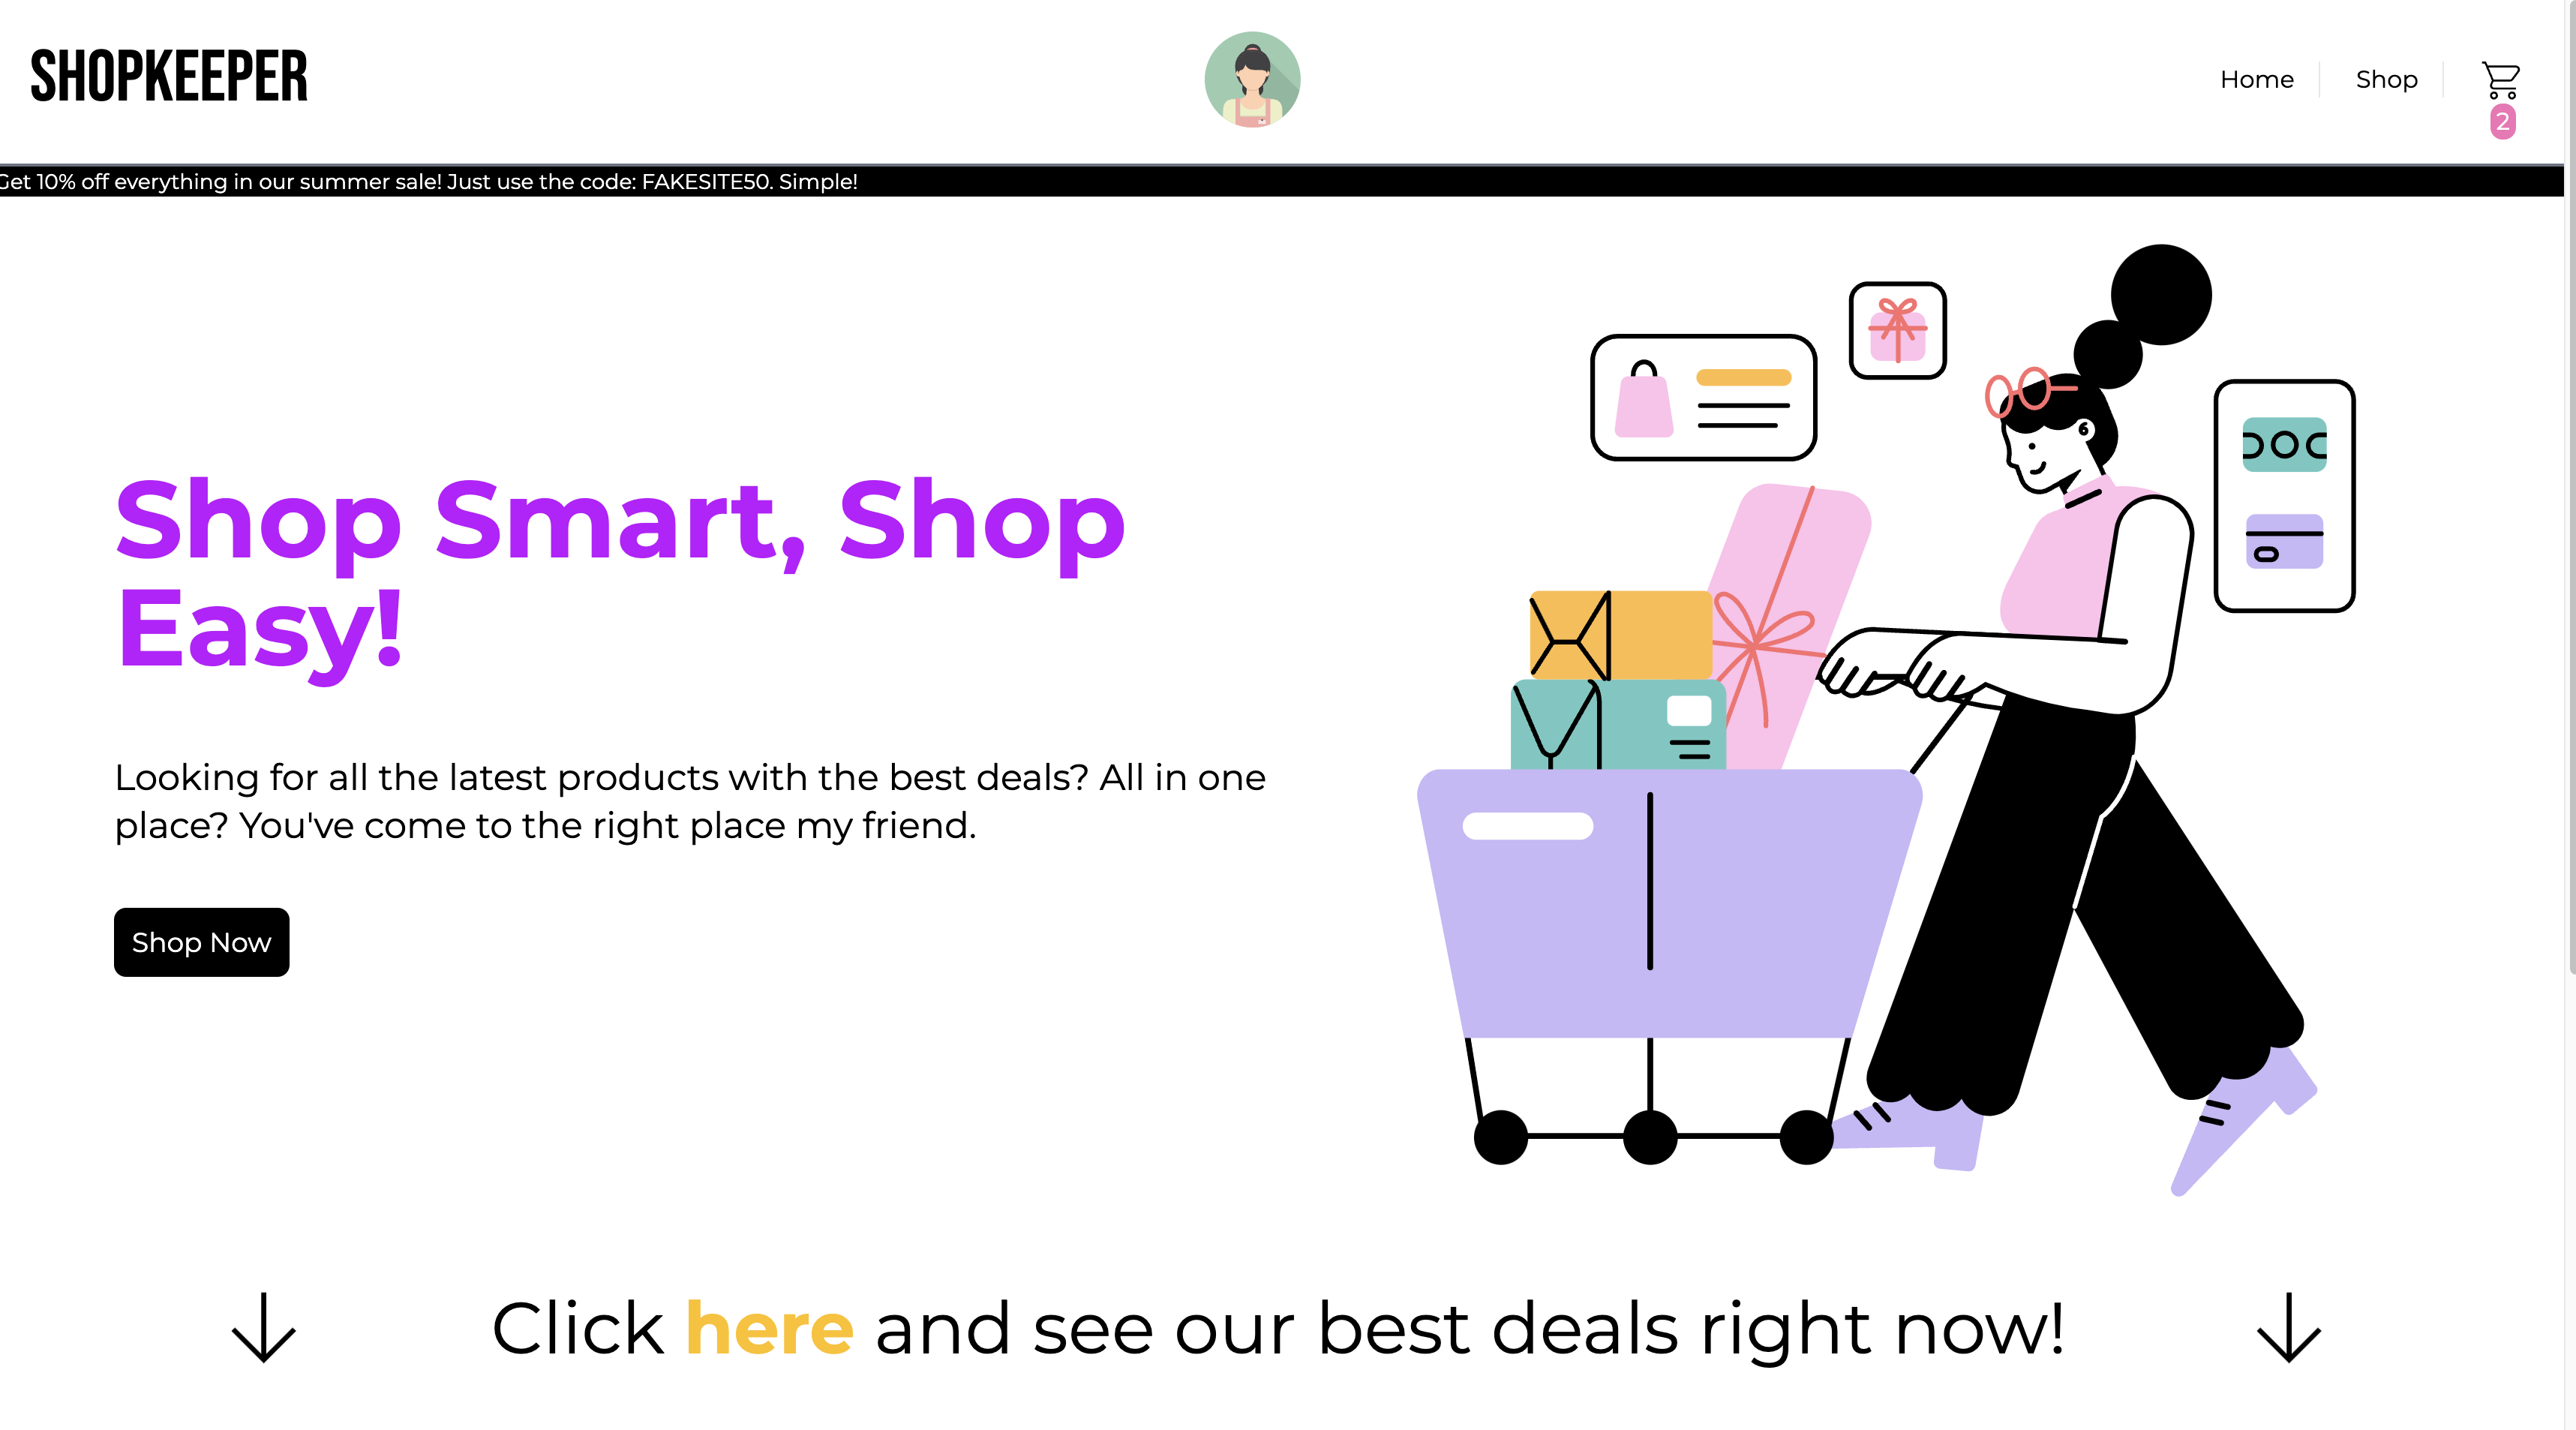 SHOPKEEPER
Home
Shop
2
Get 10% off everything in our summer sale! Just use the code: FAKESITE50. Simple!
Shop Smart, Shop
Easy!
Looking for all the latest products with the best deals? All in one
place? You've come to the right place my friend.
Shop Now
Click here and see our best deals right now!